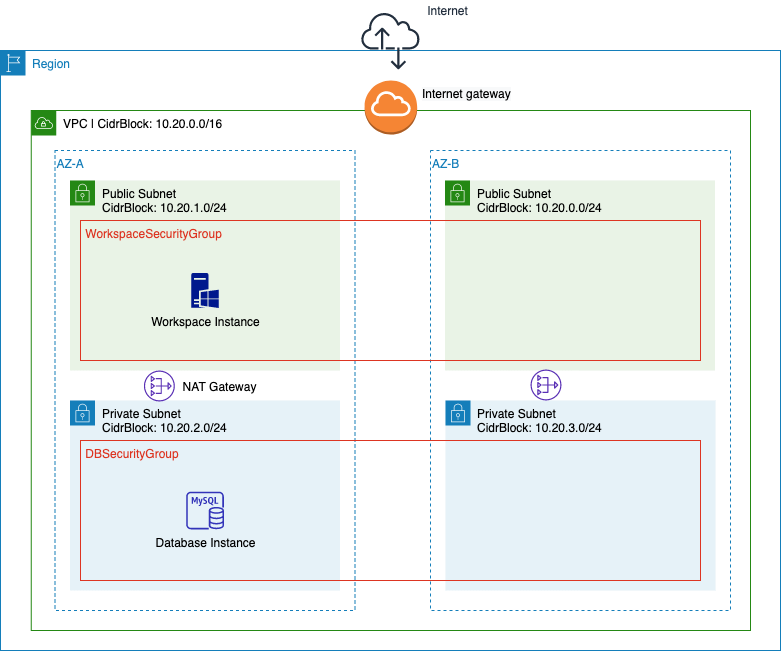 Internet
Region
Internet gateway
VPC | CidrBlock: 10.20.0.0/16
AZ-A
AZ-B
Public Subnet
CidrBlock: 10.20.1.0/24
Public Subnet
CidrBlock: 10.20.0.0/24
WorkspaceSecurityGroup
Workspace Instance
NAT Gateway
Private Subnet
CidrBlock: 10.20.2.0/24
Private Subnet
CidrBlock: 10.20.3.0/24
DBSecurityGroup
MySQL
Database Instance